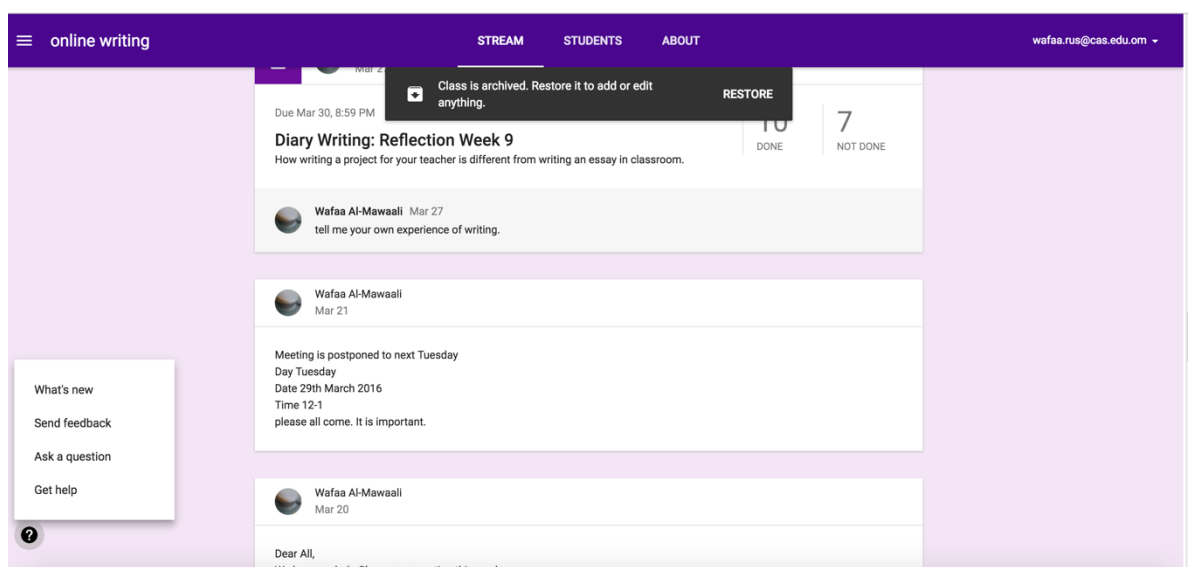 online writing
STREAM STUDENTS ABOUT
wafaa.rus@cas.edu.om
Mar 27
Class is archived. Restore it to add or edit
anything.
RESTORE
Due Mar 30, 8:59 PM
Diary Writing: Reflection Week 9
How writing a project for your teacher is different from writing an essay in classroom.
10
DONE
7
NOT DONE
Wafaa Al-Mawaali Mar 27
tell me your own experience of writing.
Wafaa Al-Mawaali
Mar 21
Meeting is postponed to next Tuesday
Day Tuesday
Date 29th March 2016
Time 12-1
please all come. It is important.
What's new
Send feedback
Ask a question
Get help
Wafaa Al-Mawaali
Mar 20
Dear All,